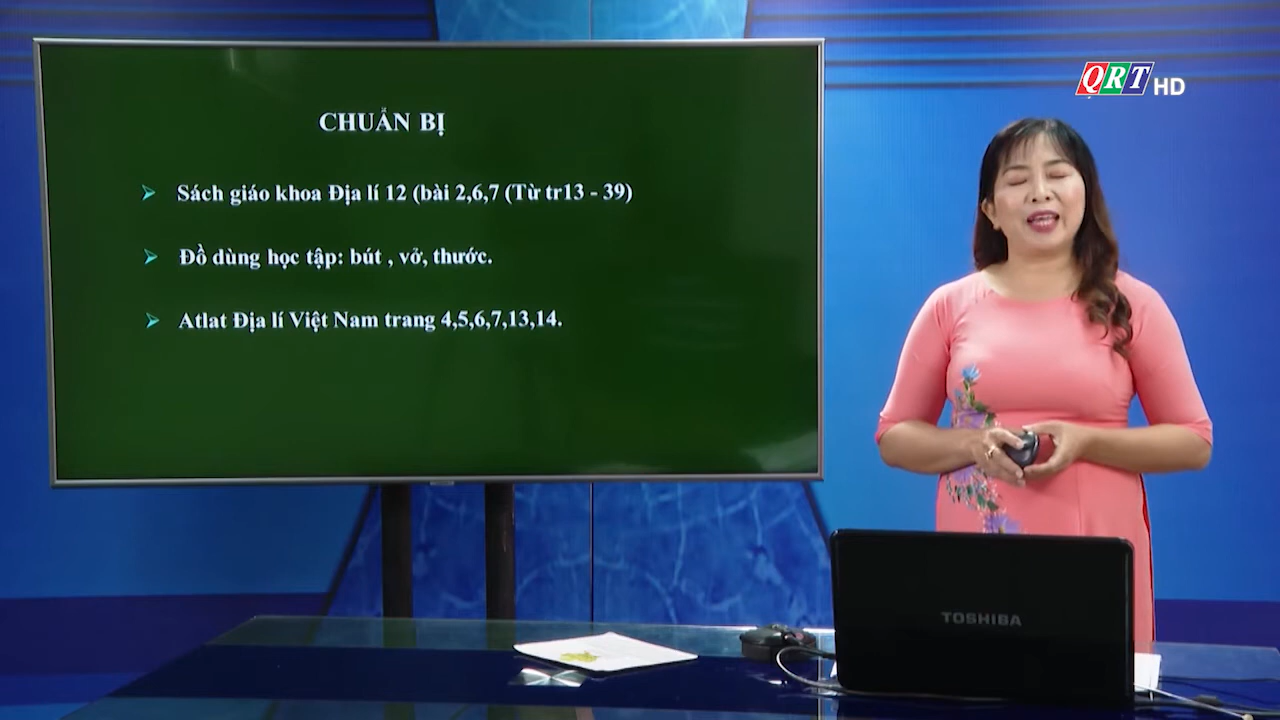 QRT HD
CHUẨN BỊ
Sách giáo khoa Địa lí 12 (bài 2,6,7 (Từ tr13 - 39)
Đồ dùng học tập: bút , vở, thước.
Atlat Địa lí Việt Nam trang 4,5,6,7,13,14.
TOSHIBA